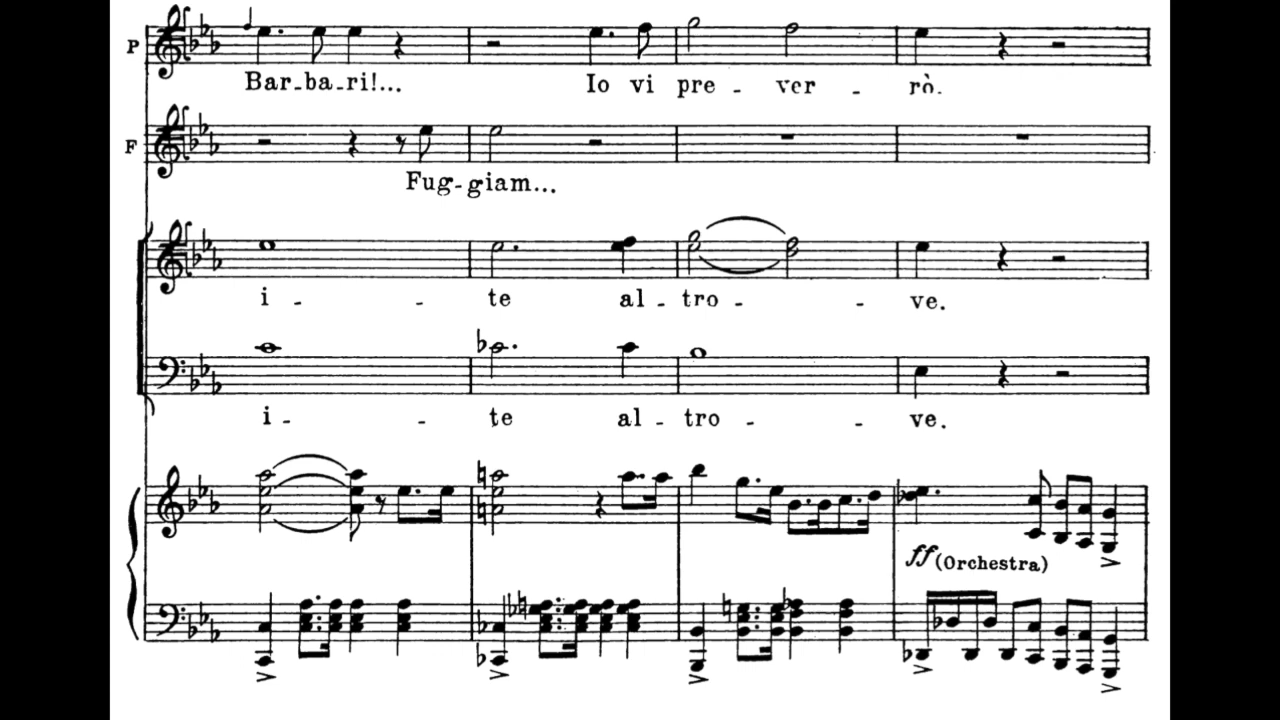 P
Bar-ba-ri!... Io vi pre - ver - rò.
F
Fug-giam...
i - - te al - tro - - ve.
i - - te al - tro - - ve.
ff (Orchestra)